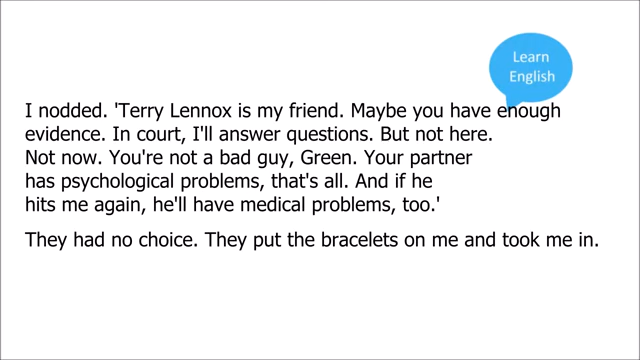 Learn
English
I nodded. 'Terry Lennox is my friend. Maybe you have enough
evidence. In court, I'll answer questions. But not here.
Not now. You're not a bad guy, Green. Your partner
has psychological problems, that's all. And if he
hits me again, he'll have medical problems, too.'
They had no choice. They put the bracelets on me and took me in.